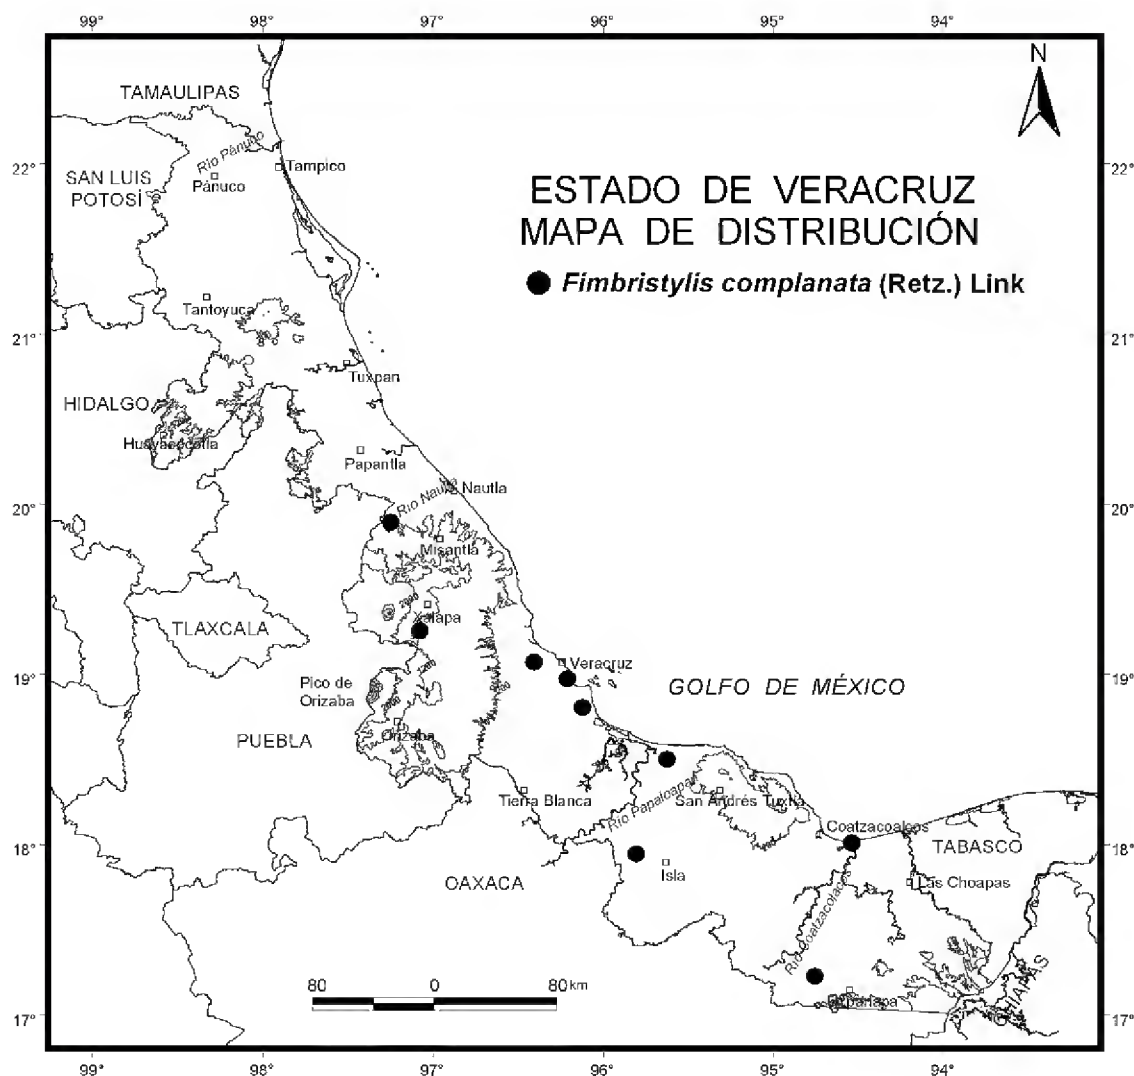 99° 98° 97° 96° 95° 94°
N
TAMAULIPAS
Río Pánuco
22° Tampico 22°
SAN LUIS
POTOSÍ
Pánuco
ESTADO DE VERACRUZ
MAPA DE DISTRIBUCIÓN
Fimbristylis complanata (Retz.) Link
Tantoyuca
21° 21°
Tuxpan
HIDALGO
Huayacocotla
Papantla
Río Nautla
Nautla
20° 20°
Misantla
2000
Xalapa
TLAXCALA
Veracruz
19° 19°
Pico de
Orizaba
GOLFO DE MÉXICO
PUEBLA
Orizaba
Tierra Blanca
Río Papaloapan
San Andrés Tuxtla
Coatzacoalcos
18° 18°
TABASCO
OAXACA
Isla
Las Choapas
Río Coatzacoalcos
CHIAPAS
80 0 80 km
17° 17°
99° 98° 97° 96° 95° 94°